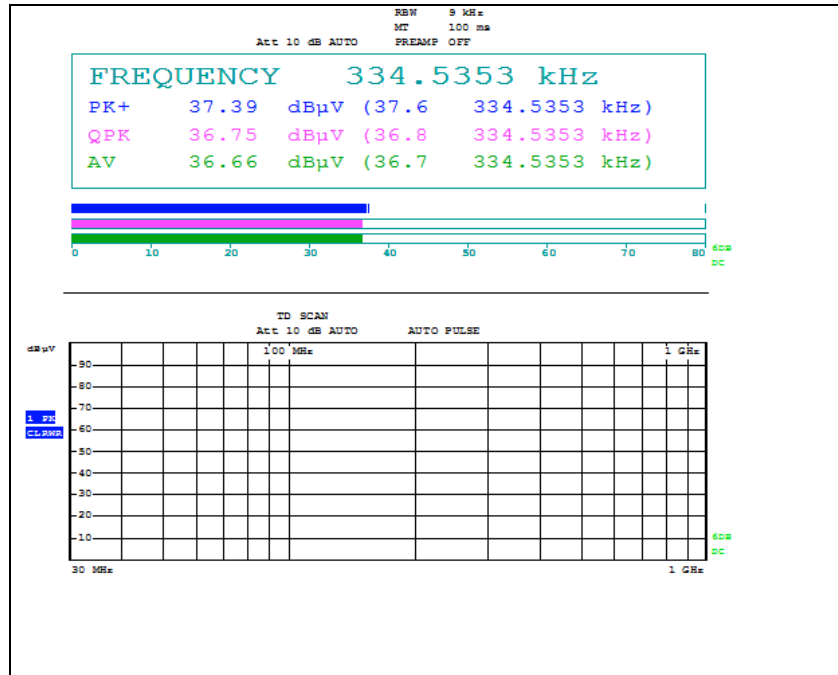 RBW 9 kHz
MT 100 ms
Att 10 dB AUTO PREAMP OFF
FREQUENCY 334.5353 kHz
PK+ 37.39 dBµV (37.6 334.5353 kHz)
QPK 36.75 dBµV (36.8 334.5353 kHz)
AV 36.66 dBµV (36.7 334.5353 kHz)
0 10 20 30 40 50 60 70 80
6DB
DC
TD SCAN
Att 10 dB AUTO AUTO PULSE
dBµV
100 MHz 1 GHz
90
80
70
1 PK
60
CLRWR
50
40
30
20
10
6DB
DC
30 MHz 1 GHz